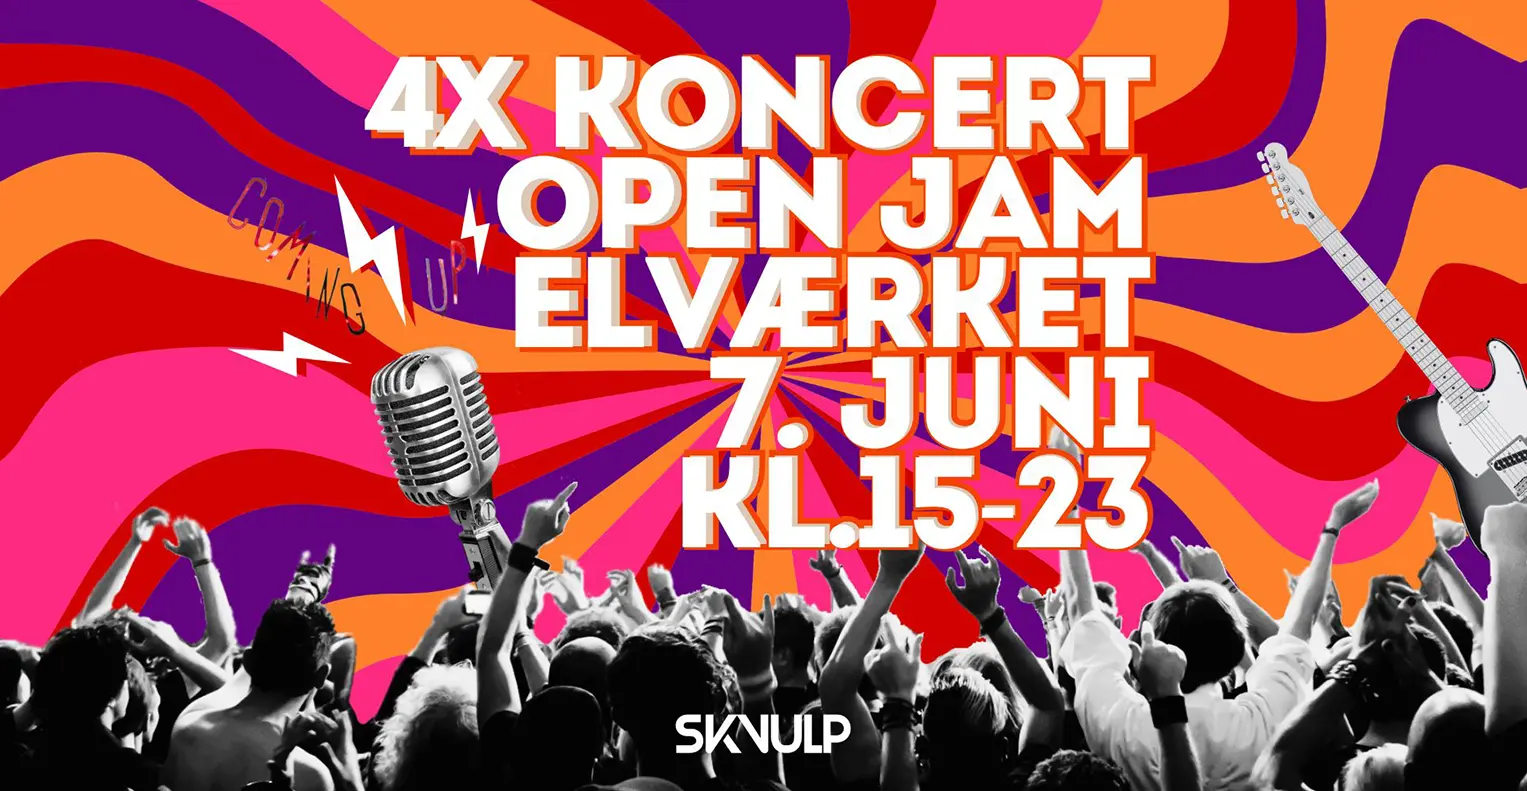 4X KONCERT
OPEN JAM
ELVÆRKET
7. JUNI
KL.15-23
COMING UP
SKVULP